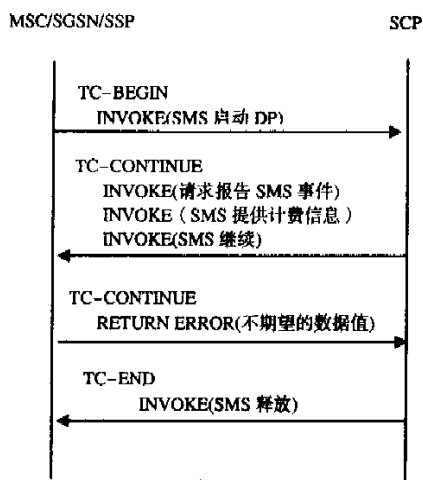 MSC/SGSN/SSP SCP
TC-BEGIN
INVOKE(SMS 启动 DP)
TC-CONTINUE
INVOKE(请求报告 SMS 事件)
INVOKE（SMS 提供计费信息）
INVOKE(SMS 继续)
TC-CONTINUE
RETURN ERROR(不期望的数据值)
TC-END
INVOKE(SMS 释放)